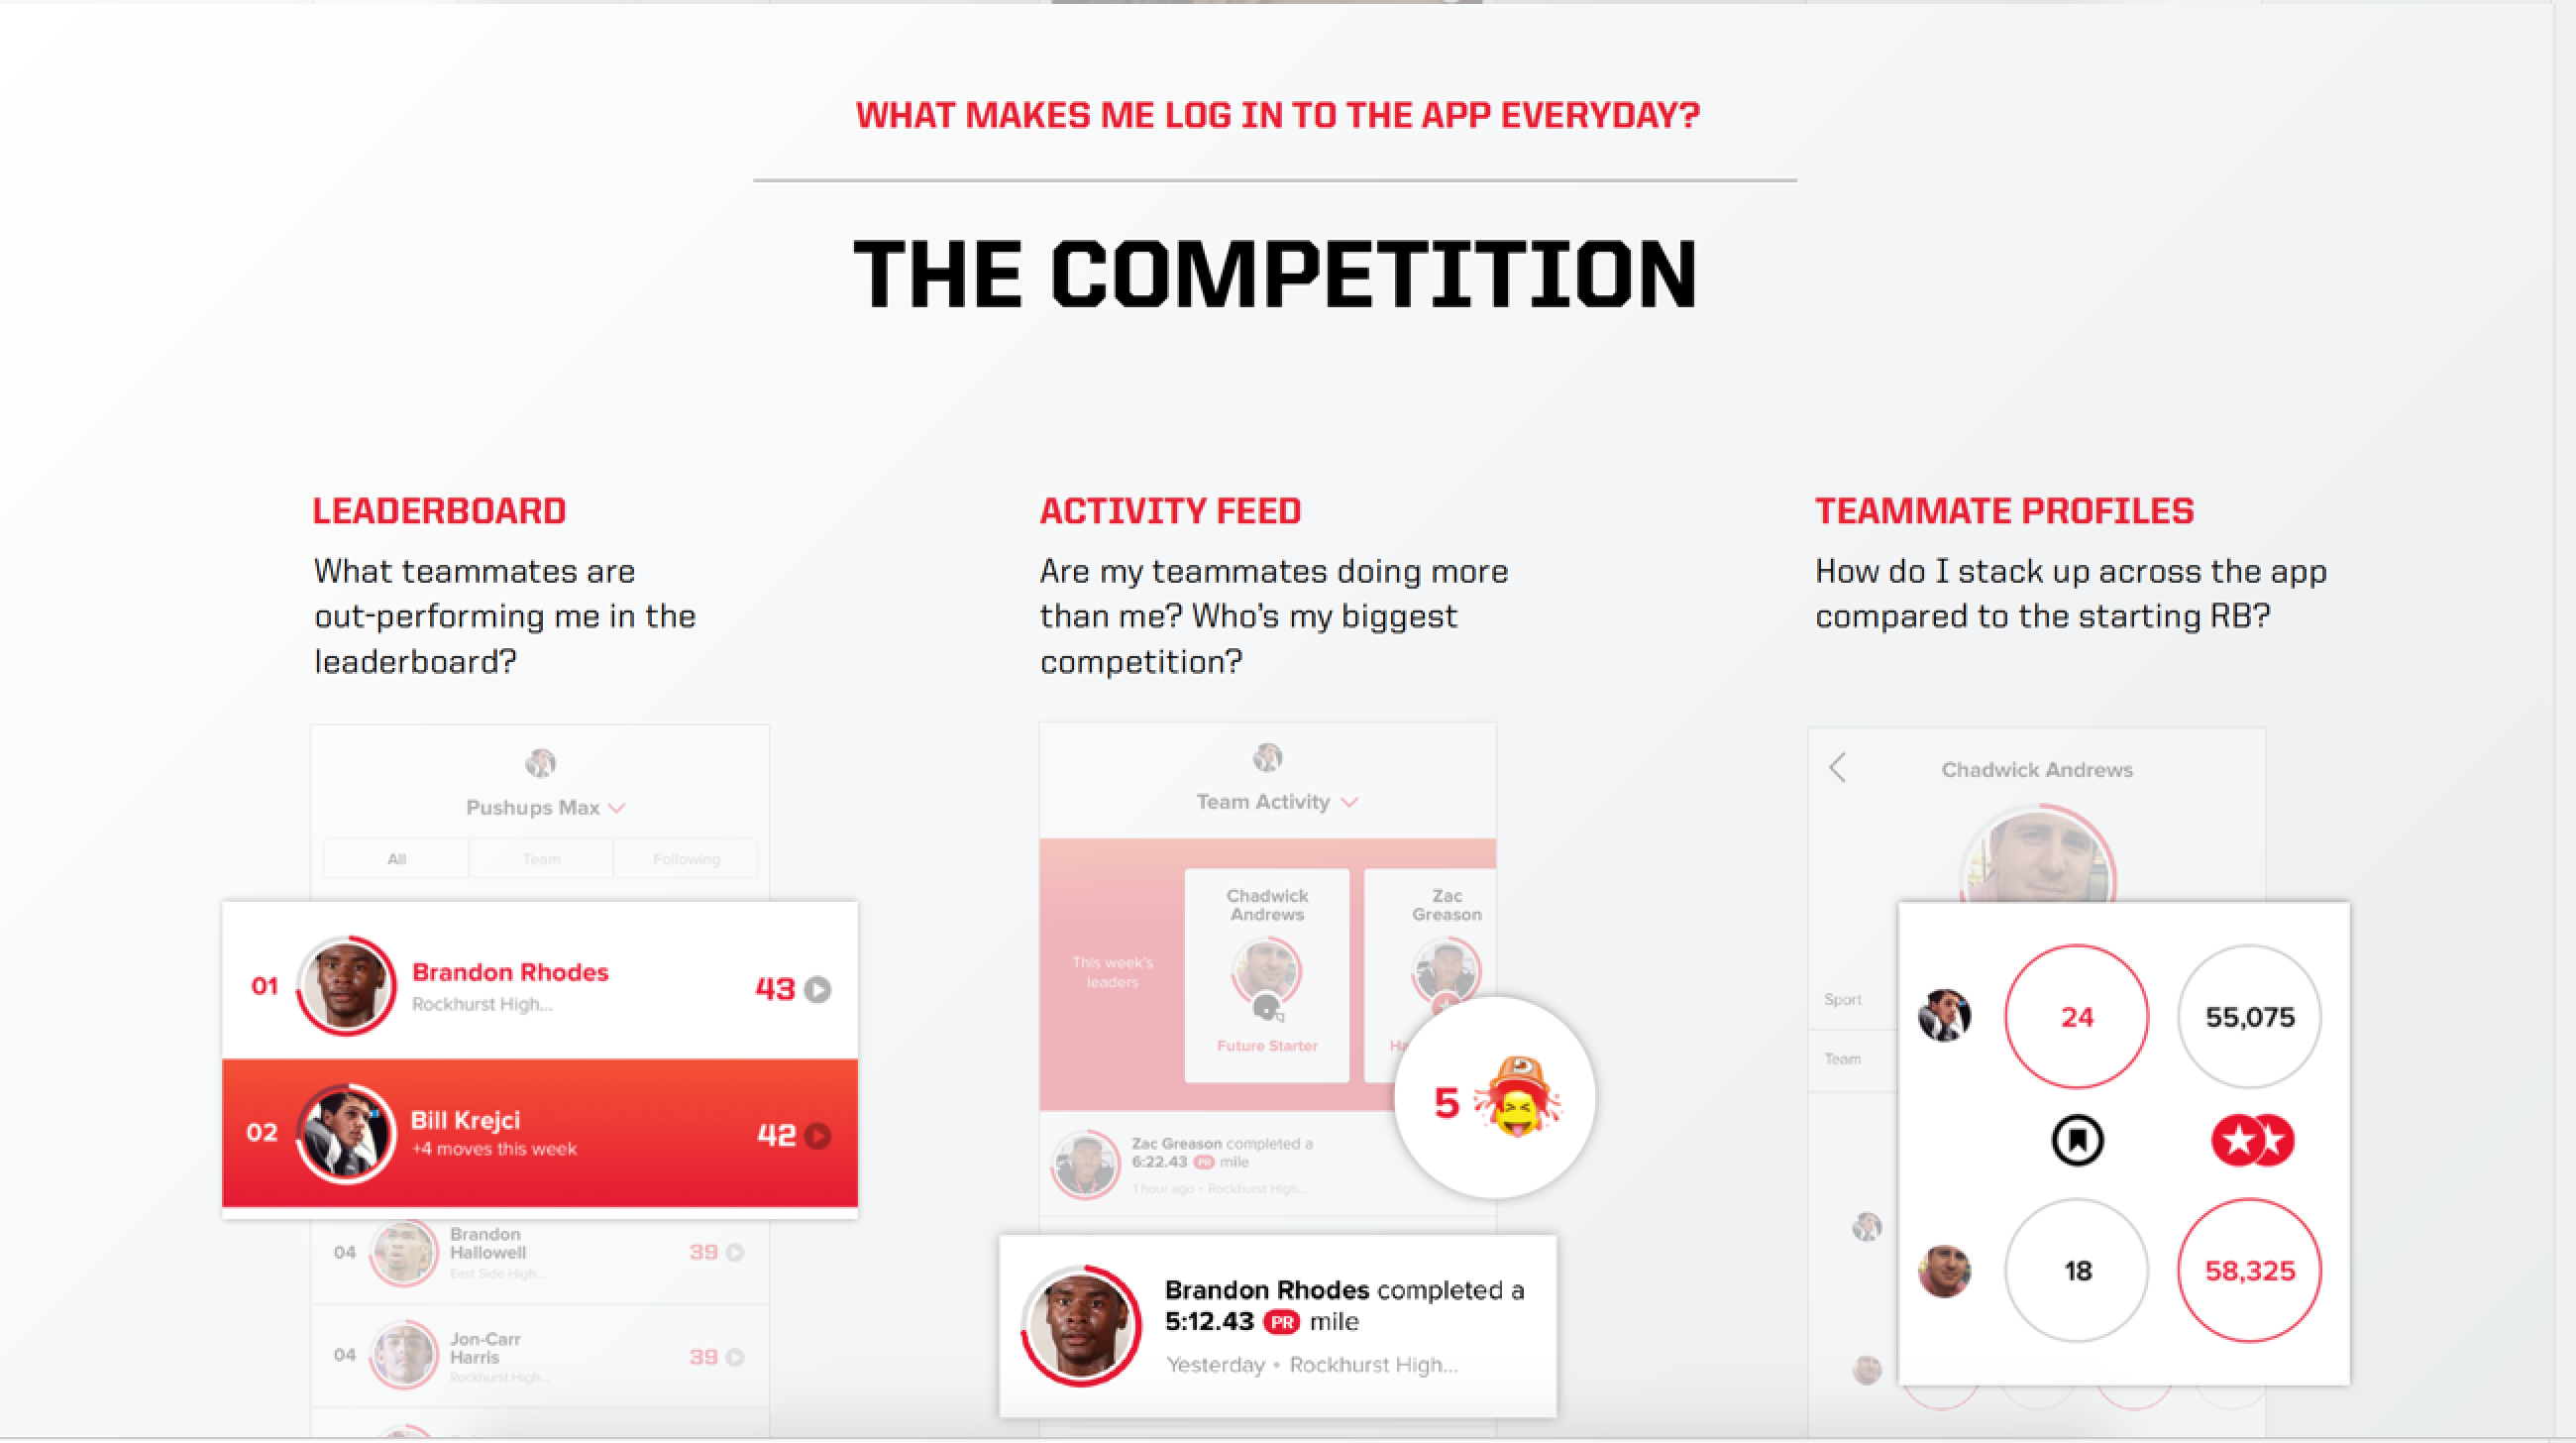 WHAT MAKES ME LOG IN TO THE APP EVERYDAY?
THE COMPETITION
LEADERBOARD
What teammates are
out-performing me in the
leaderboard?
Pushups Max
All
Team
Following
01
Brandon Rhodes
Rockhurst High...
43
02
Bill Krejci
+4 moves this week
42
04
Brandon
Hallowell
East Side High...
39
04
Jon-Carr
Harris
Rockhurst High...
39
ACTIVITY FEED
Are my teammates doing more
than me? Who's my biggest
competition?
Team Activity
This week's
leaders
Chadwick
Andrews
Future Starter
Zac
Greason
5
Zac Greason completed a
6:22.43 PR mile
1 hour ago • Rockhurst High...
Brandon Rhodes completed a
5:12.43 PR mile
Yesterday • Rockhurst High...
TEAMMATE PROFILES
How do I stack up across the app
compared to the starting RB?
Chadwick Andrews
Sport
Team
24
55,075
18
58,325